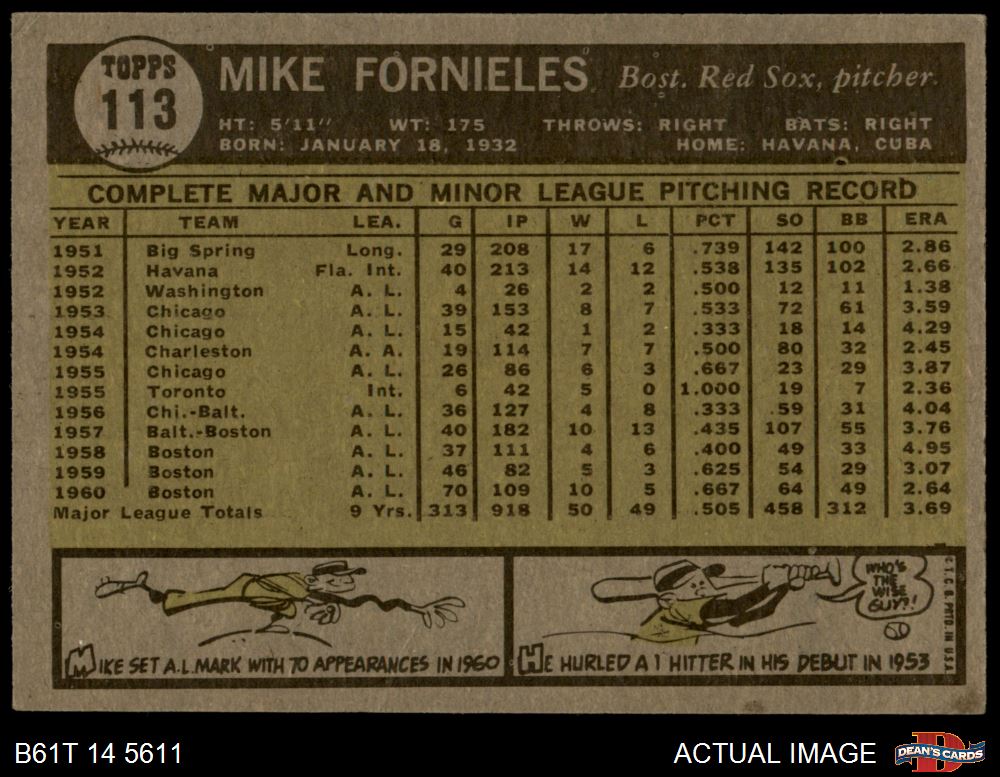 TOPPS
113
MIKE FORNIELES Bost. Red Sox, pitcher.
HT: 5'11" WT: 175 THROWS: RIGHT BATS: RIGHT
BORN: JANUARY 18, 1932 HOME: HAVANA, CUBA
COMPLETE MAJOR AND MINOR LEAGUE PITCHING RECORD
YEAR TEAM LEA. G IP W L PCT SO BB ERA
1951 Big Spring Long. 29 208 17 6 .739 142 100 2.86
1952 Havana Fla. Int. 40 213 14 12 .538 135 102 2.66
1952 Washington A. L. 4 26 2 2 .500 12 11 1.38
1953 Chicago A. L. 39 153 8 7 .533 72 61 3.59
1954 Chicago A. L. 15 42 1 2 .333 18 14 4.29
1954 Charleston A. A. 19 114 7 7 .500 80 32 2.45
1955 Chicago A. L. 26 86 6 3 .667 23 29 3.87
1955 Toronto Int. 6 42 5 0 1.000 19 7 2.36
1956 Chi.-Balt. A. L. 36 127 4 8 .333 59 31 4.04
1957 Balt.-Boston A. L. 40 182 10 13 .435 107 55 3.76
1958 Boston A. L. 37 111 4 6 .400 49 33 4.95
1959 Boston A. L. 46 82 5 3 .625 54 29 3.07
1960 Boston A. L. 70 109 10 5 .667 64 49 2.64
Major League Totals 9 Yrs. 313 918 50 49 .505 458 312 3.69
WHO'S
THE
WISE
GUY?!
MIKE SET A.L. MARK WITH 70 APPEARANCES IN 1960
HE HURLED A 1 HITTER IN HIS DEBUT IN 1953
© T.C.G. PRTD. IN U.S.A.
B61T 14 5611
ACTUAL IMAGE
DEAN'S CARDS